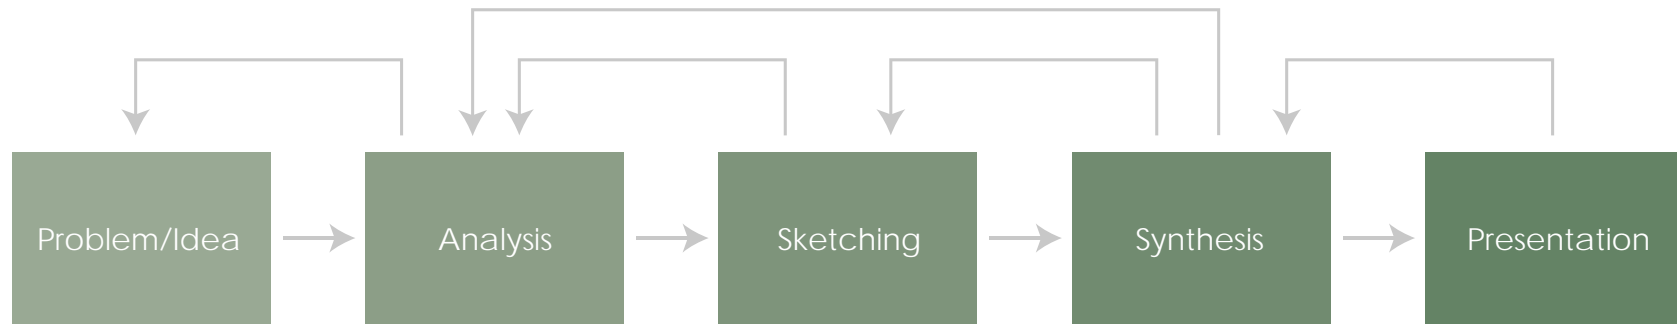 Problem/Idea
Analysis
Sketching
Synthesis
Presentation